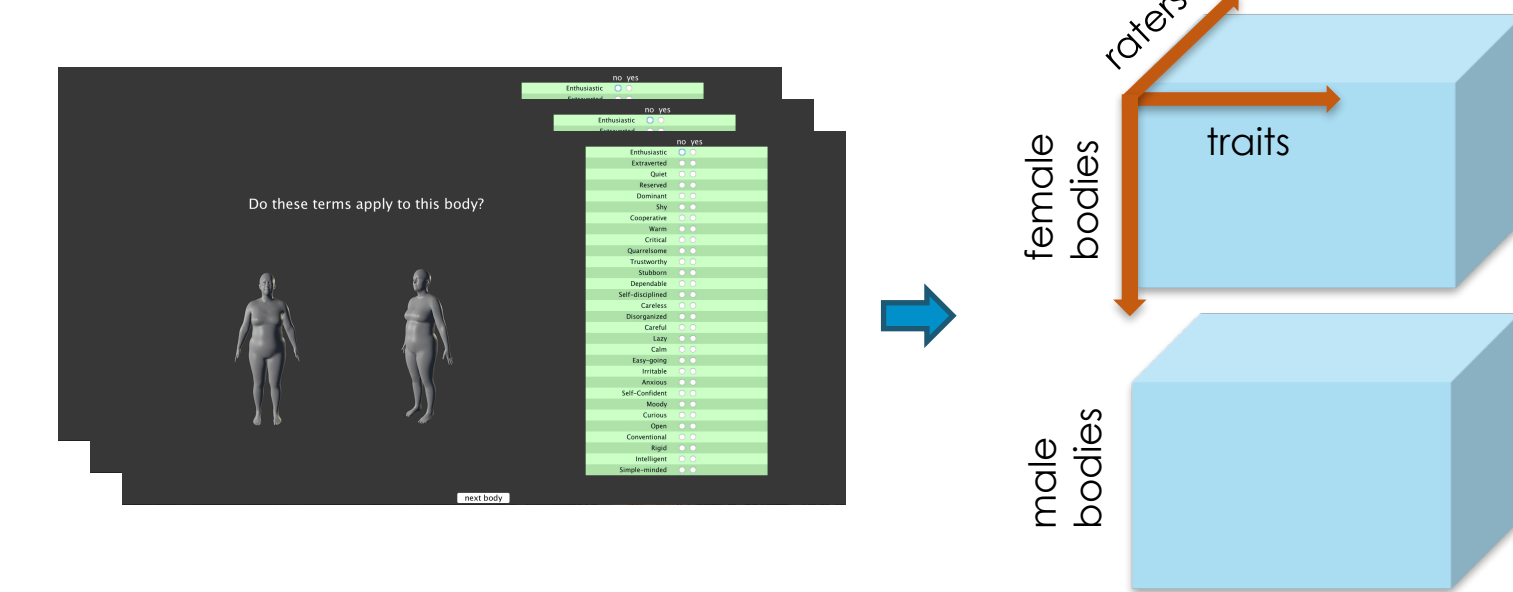 no yes
Enthusiastic
Extraverted
no yes
Enthusiastic
Extraverted
no yes
Enthusiastic
Extraverted
Quiet
Reserved
Dominant
Shy
Cooperative
Warm
Critical
Quarrelsome
Trustworthy
Stubborn
Dependable
Self-disciplined
Careless
Disorganized
Careful
Lazy
Calm
Easy-going
Irritable
Anxious
Self-Confident
Moody
Curious
Open
Conventional
Rigid
Intelligent
Simple-minded
Do these terms apply to this body?
next body
raters
traits
female
bodies
male
bodies